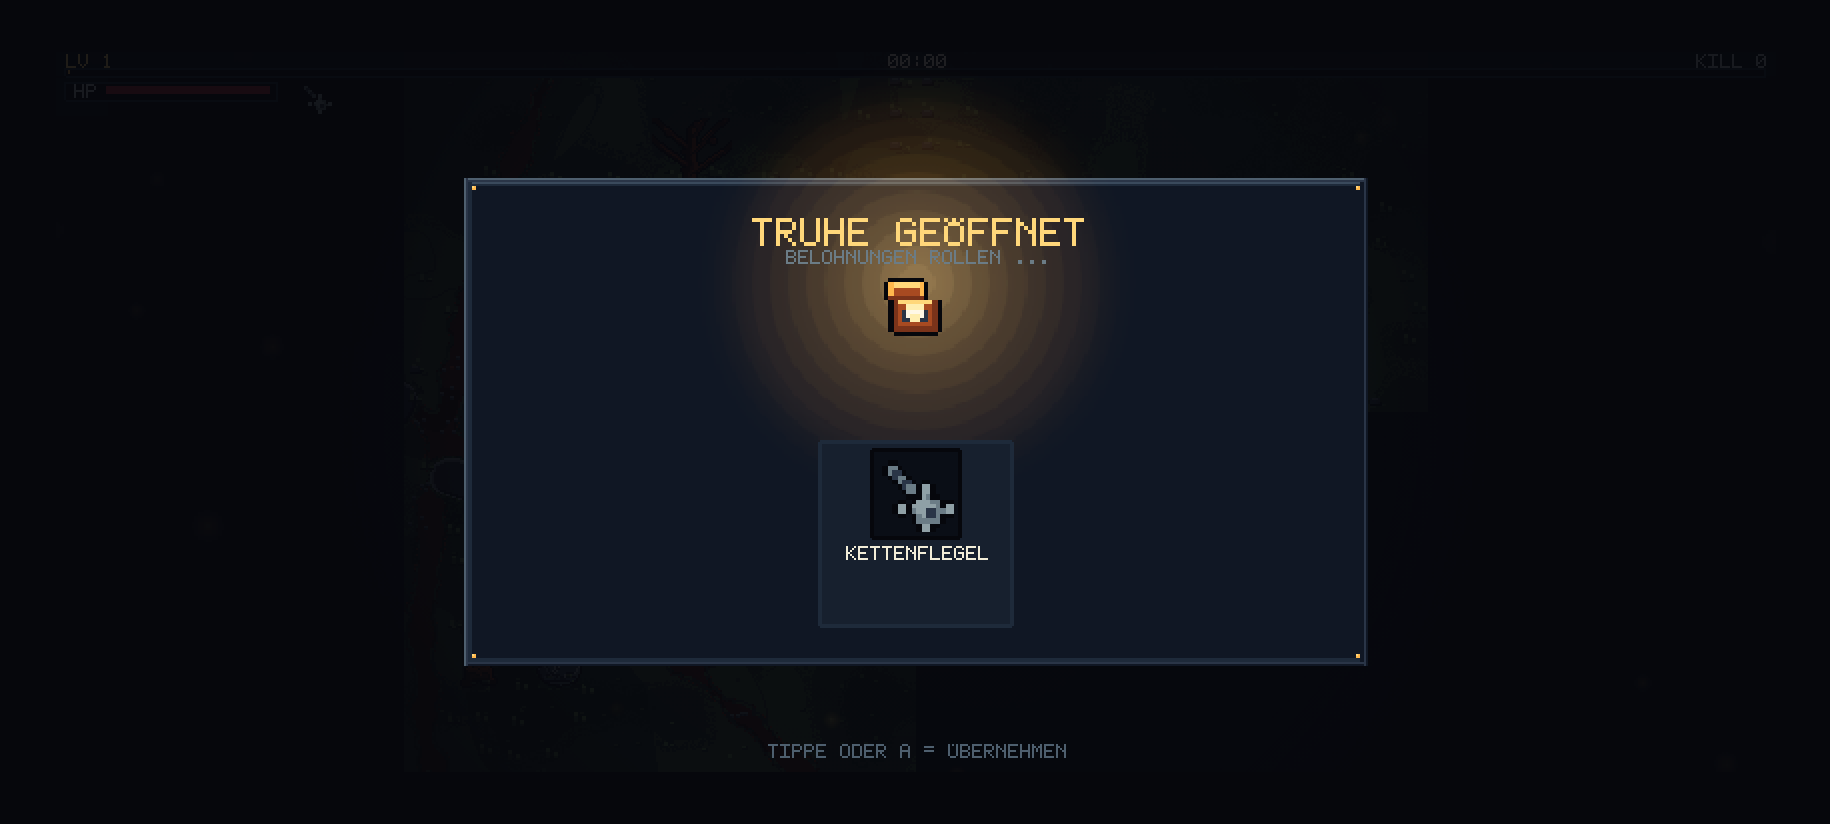 LV 1
00:00
KILL 0
HP
TRUHE GEÖFFNET
BELOHNUNGEN ROLLEN ...
KETTENFLEGEL
TIPPE ODER A = ÜBERNEHMEN